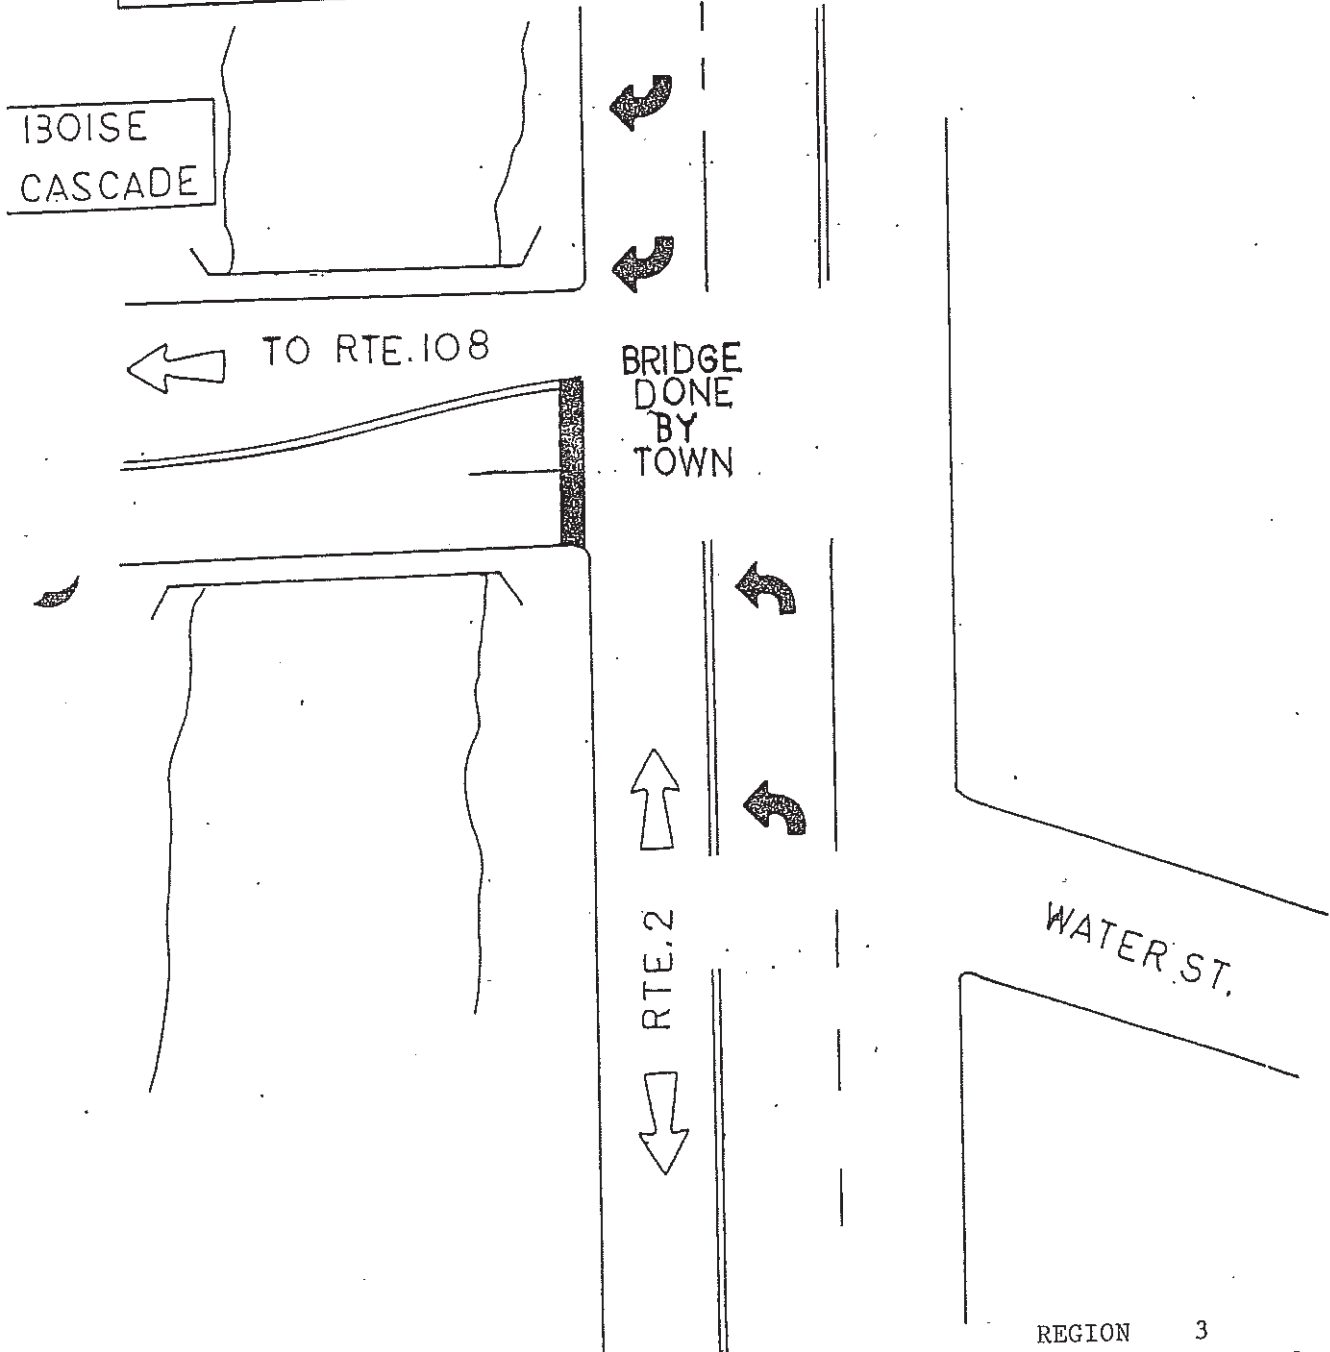 BOISE
CASCADE
TO RTE.108
BRIDGE
DONE
BY
TOWN
RTE.2
WATER ST.
REGION 3